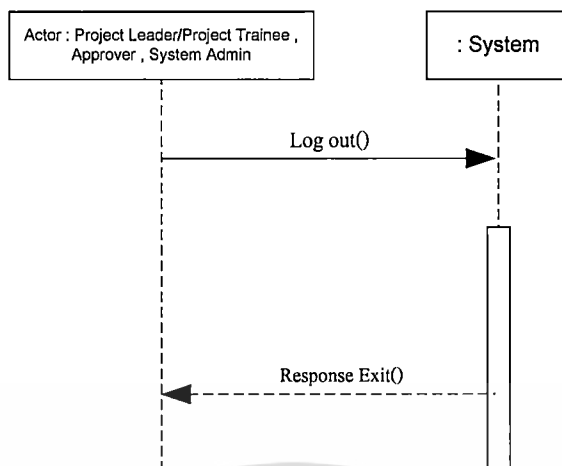 Actor : Project Leader/Project Trainee ,
Approver , System Admin
: System
Log out()
Response Exit()